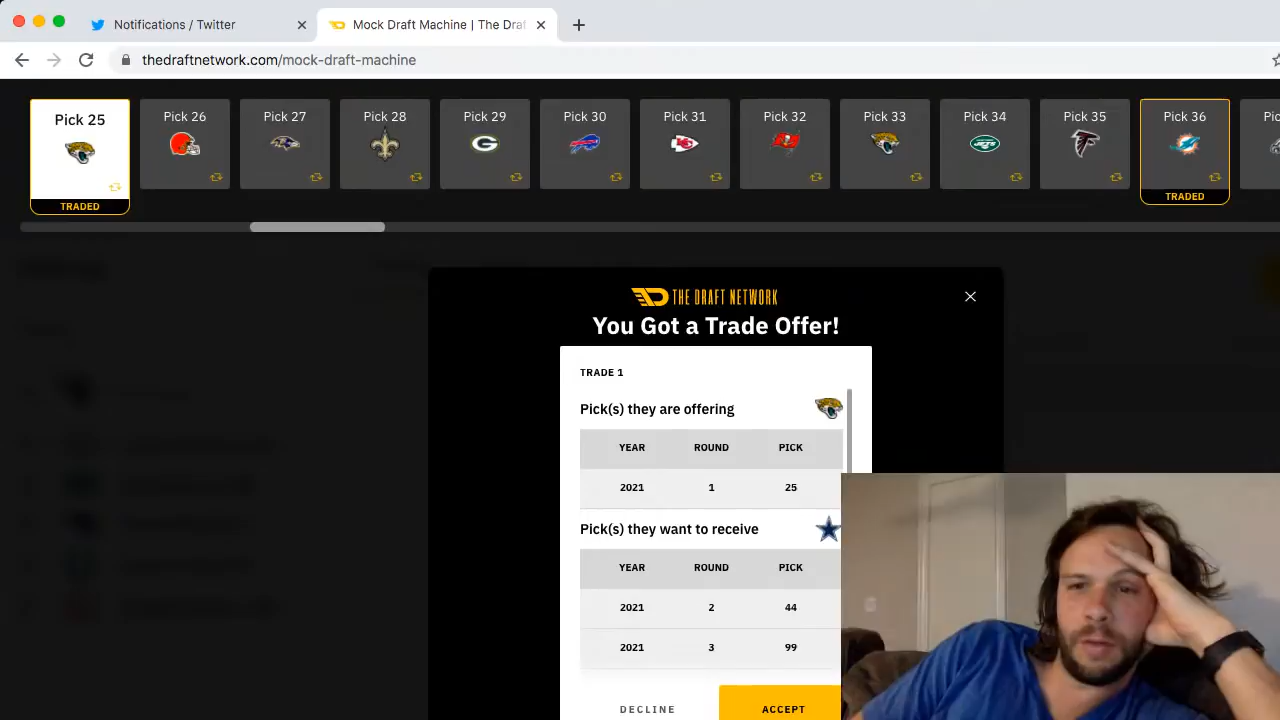 Notifications / Twitter
Mock Draft Machine | The Draf
thedraftnetwork.com/mock-draft-machine
Pick 25
Pick 26
Pick 27
Pick 28
Pick 29
Pick 30
Pick 31
Pick 32
Pick 33
Pick 34
Pick 35
Pick 36
TRADED
TRADED
THE DRAFT NETWORK
You Got a Trade Offer!
TRADE 1
Pick(s) they are offering
YEAR ROUND PICK
2021 1 25
Pick(s) they want to receive
YEAR ROUND PICK
2021 2 44
2021 3 99
DECLINE ACCEPT